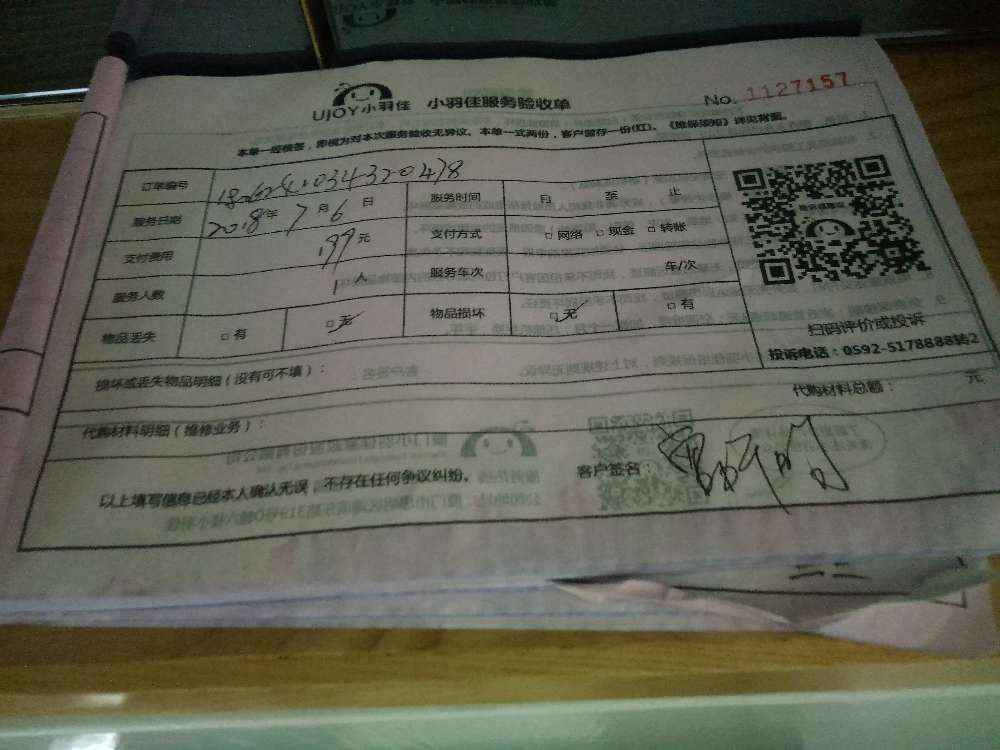 UJOY小羽佳 小羽佳服务验收单 No. 1127157
本单一经核签，即视为对本次服务验收无异议。本单一式两份，客户留存一份(红)。《维保须知》详见背面。
订单编号
服务日期 2018年7月6日 服务时间 月 至 止
支付费用 199元 支付方式 □网络 □现金 □转账
服务人数 1人 服务车次 车/次
物品丢失 □有 □无 物品损坏 □无 □有
扫码评价或投诉
投诉电话：0592-5178888转2
损坏或丢失物品明细（没有可不填）：
代购材料明细（维修业务）： 代购材料总额： 元
以上填写信息已经本人确认无误，不存在任何争议纠纷。 客户签名：